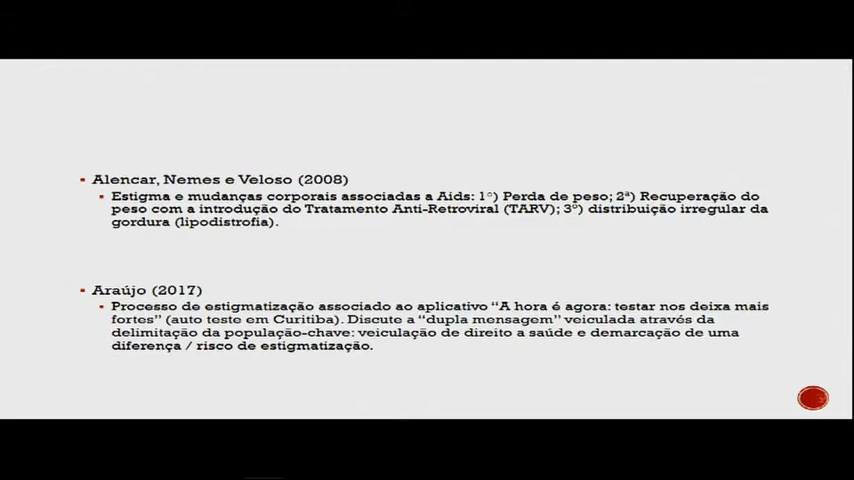 Alencar, Nemes e Veloso (2008)
Estigma e mudanças corporais associadas a Aids: 1º) Perda de peso; 2ª) Recuperação do
peso com a introdução do Tratamento Anti-Retroviral (TARV); 3º) distribuição irregular da
gordura (lipodistrofia).
Araújo (2017)
Processo de estigmatização associado ao aplicativo “A hora é agora: testar nos deixa mais
fortes” (auto teste em Curitiba). Discute a “dupla mensagem” veiculada através da
delimitação da população-chave: veiculação de direito a saúde e demarcação de uma
diferença / risco de estigmatização.